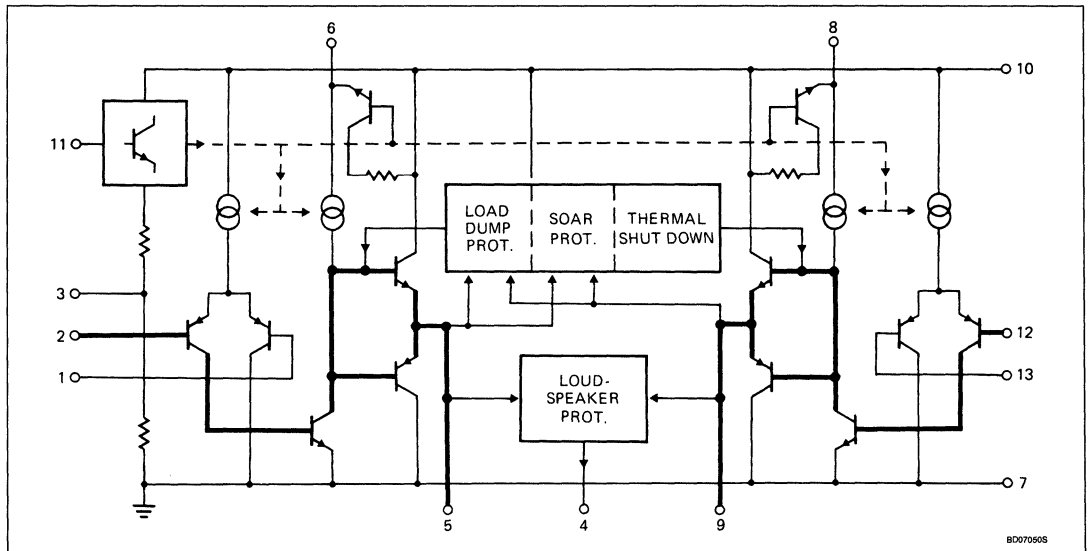 6
8
10
11
LOAD
DUMP
PROT.
SOAR
PROT.
THERMAL
SHUT DOWN
3
2
12
1
13
LOUD-
SPEAKER
PROT.
7
5
4
9
BD07050S